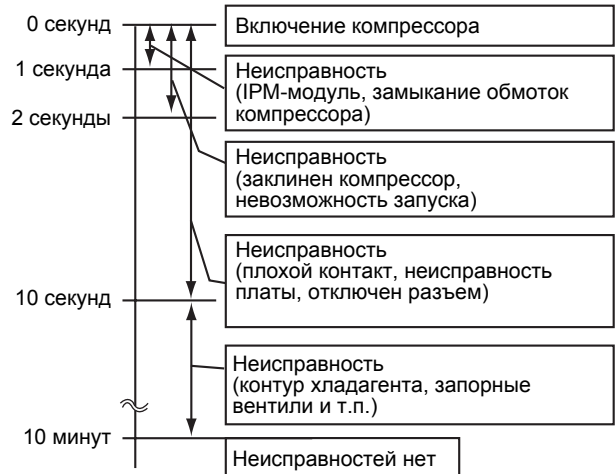 0 секунд
Включение компрессора
1 секунда
Неисправность
(IPM-модуль, замыкание обмоток
компрессора)
2 секунды
Неисправность
(заклинен компрессор,
невозможность запуска)
Неисправность
(плохой контакт, неисправность
платы, отключен разъем)
10 секунд
Неисправность
(контур хладагента, запорные
вентили и т.п.)
10 минут
Неисправностей нет